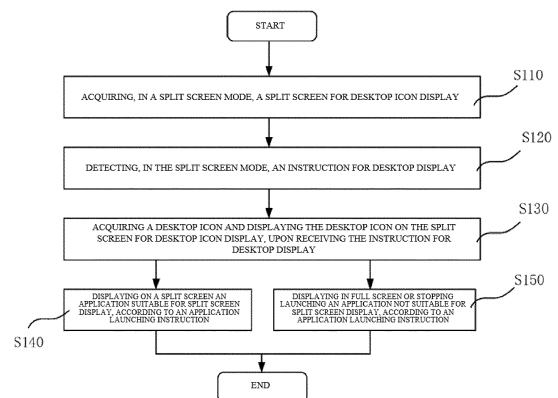 START
S110
ACQUIRING, IN A SPLIT SCREEN MODE, A SPLIT SCREEN FOR DESKTOP ICON DISPLAY
S120
DETECTING, IN THE SPLIT SCREEN MODE, AN INSTRUCTION FOR DESKTOP DISPLAY
S130
ACQUIRING A DESKTOP ICON AND DISPLAYING THE DESKTOP ICON ON THE SPLIT
SCREEN FOR DESKTOP ICON DISPLAY, UPON RECEIVING THE INSTRUCTION FOR
DESKTOP DISPLAY
S140
DISPLAYING ON A SPLIT SCREEN AN
APPLICATION SUITABLE FOR SPLIT SCREEN
DISPLAY, ACCORDING TO AN APPLICATION
LAUNCHING INSTRUCTION
S150
DISPLAYING IN FULL SCREEN OR STOPPING
LAUNCHING AN APPLICATION NOT SUITABLE FOR
SPLIT SCREEN DISPLAY, ACCORDING TO AN
APPLICATION LAUNCHING INSTRUCTION
END